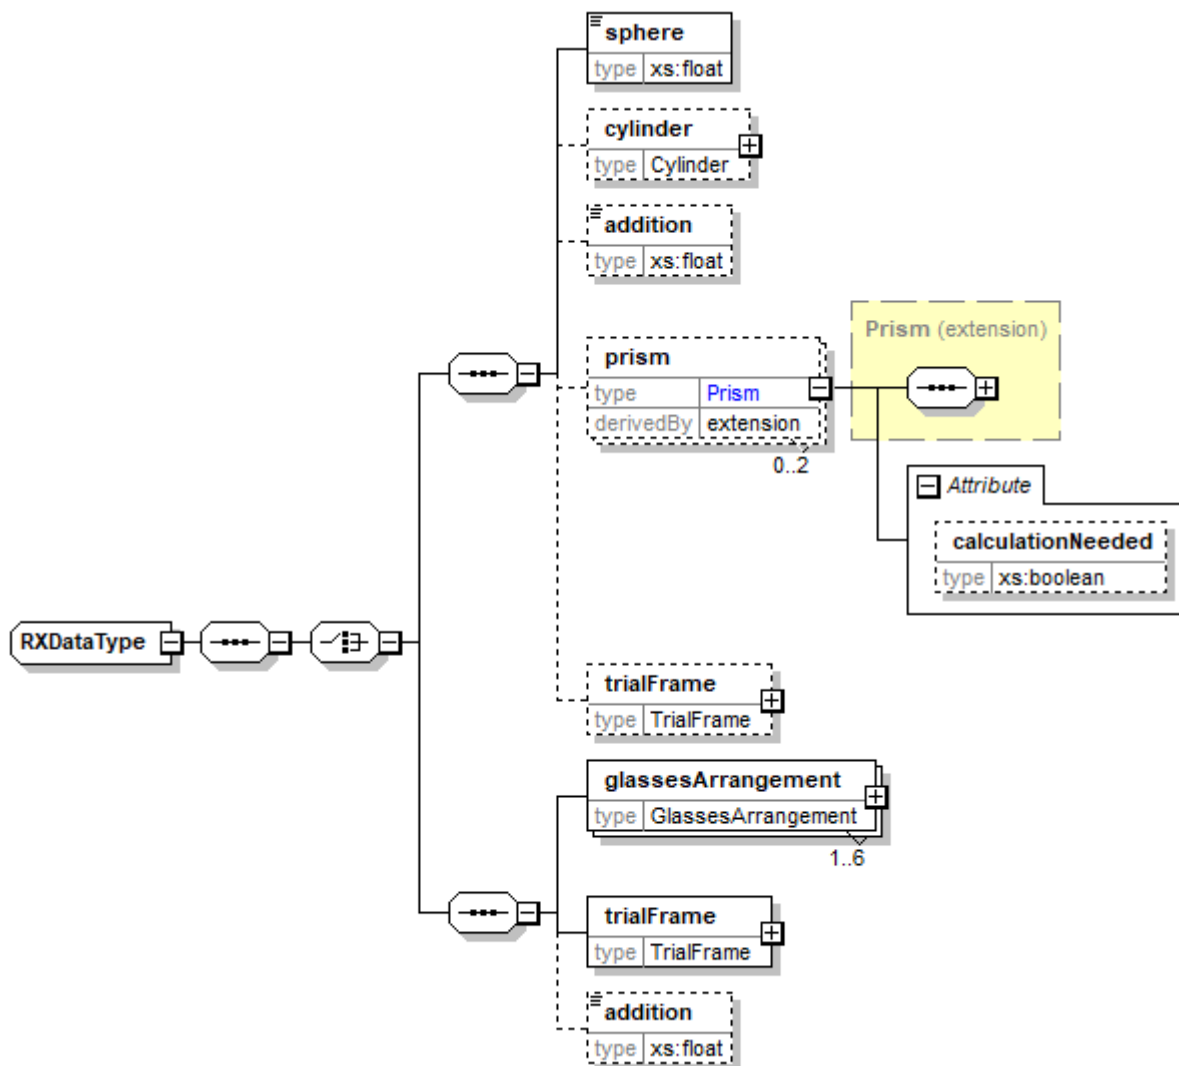 sphere
type xs:float
cylinder
type Cylinder
addition
type xs:float
prism
type Prism
derivedBy extension
0..2
Prism (extension)
Attribute
calculationNeeded
type xs:boolean
RXDataType
trialFrame
type TrialFrame
glassesArrangement
type GlassesArrangement
1..6
trialFrame
type TrialFrame
addition
type xs:float